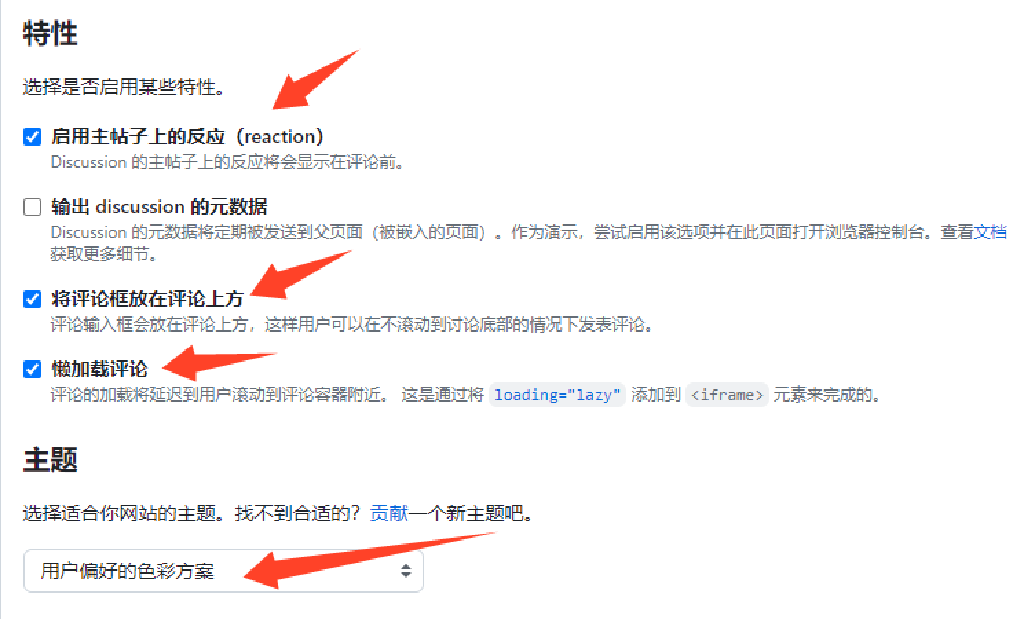 特性
选择是否启用某些特性。
启用主帖子上的反应（reaction）
Discussion 的主帖子上的反应将会显示在评论前。
输出 discussion 的元数据
Discussion 的元数据将定期被发送到父页面（被嵌入的页面）。作为演示，尝试启用该选项并在此页面打开浏览器控制台。查看文档
获取更多细节。
将评论框放在评论上方
评论输入框会放在评论上方，这样用户可以在不滚动到讨论底部的情况下发表评论。
懒加载评论
评论的加载将延迟到用户滚动到评论容器附近。 这是通过将 loading="lazy" 添加到 <iframe> 元素来完成的。
主题
选择适合你网站的主题。找不到合适的？贡献一个新主题吧。
用户偏好的色彩方案